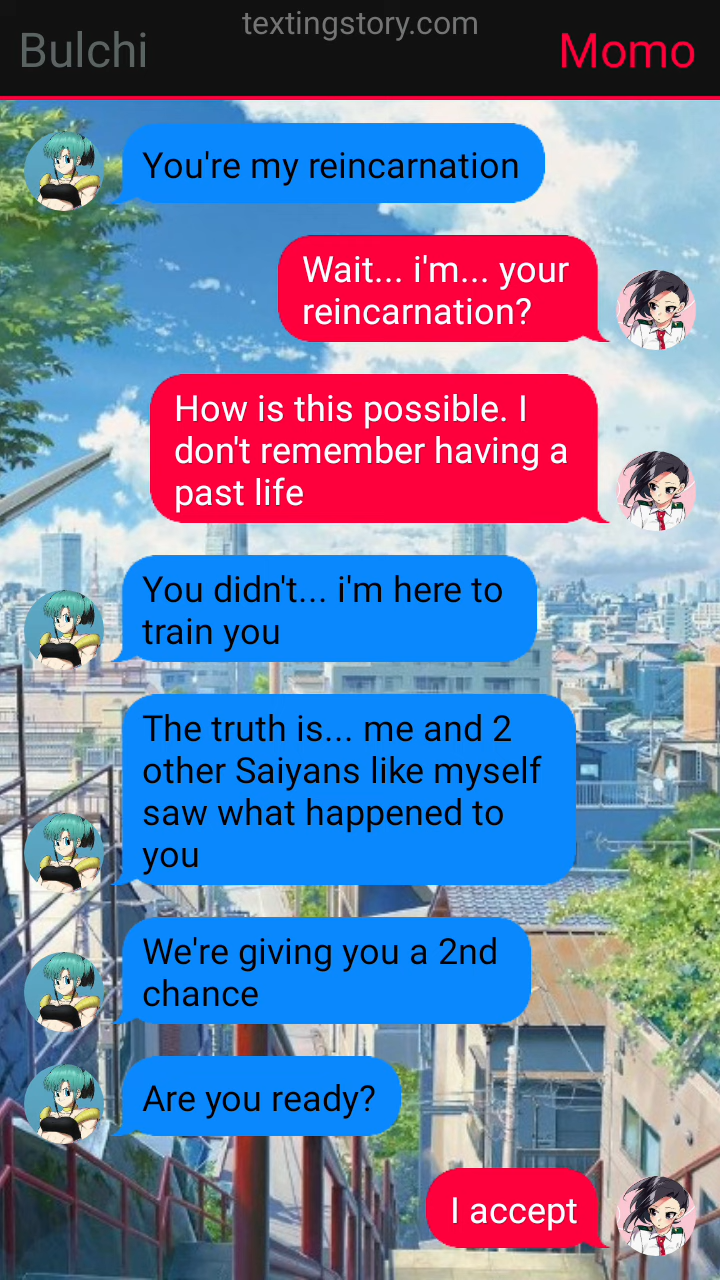 textingstory.com
Bulchi
Momo
You're my reincarnation
Wait... i'm... your
reincarnation?
How is this possible. I
don't remember having a
past life
You didn't... i'm here to
train you
The truth is... me and 2
other Saiyans like myself
saw what happened to
you
We're giving you a 2nd
chance
Are you ready?
I accept